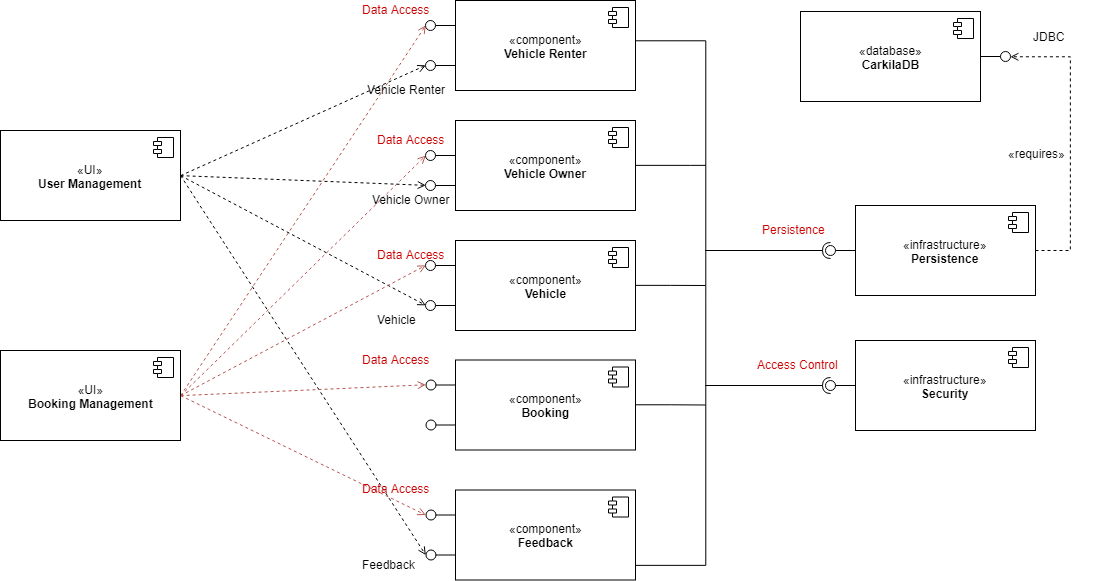 Data Access
«component»
Vehicle Renter
Vehicle Renter
«database»
CarkilaDB
JDBC
«requires»
Data Access
«component»
Vehicle Owner
Vehicle Owner
«UI»
User Management
Data Access
«component»
Vehicle
Vehicle
Persistence
«infrastructure»
Persistence
«UI»
Booking Management
Data Access
«component»
Booking
Access Control
«infrastructure»
Security
Data Access
«component»
Feedback
Feedback